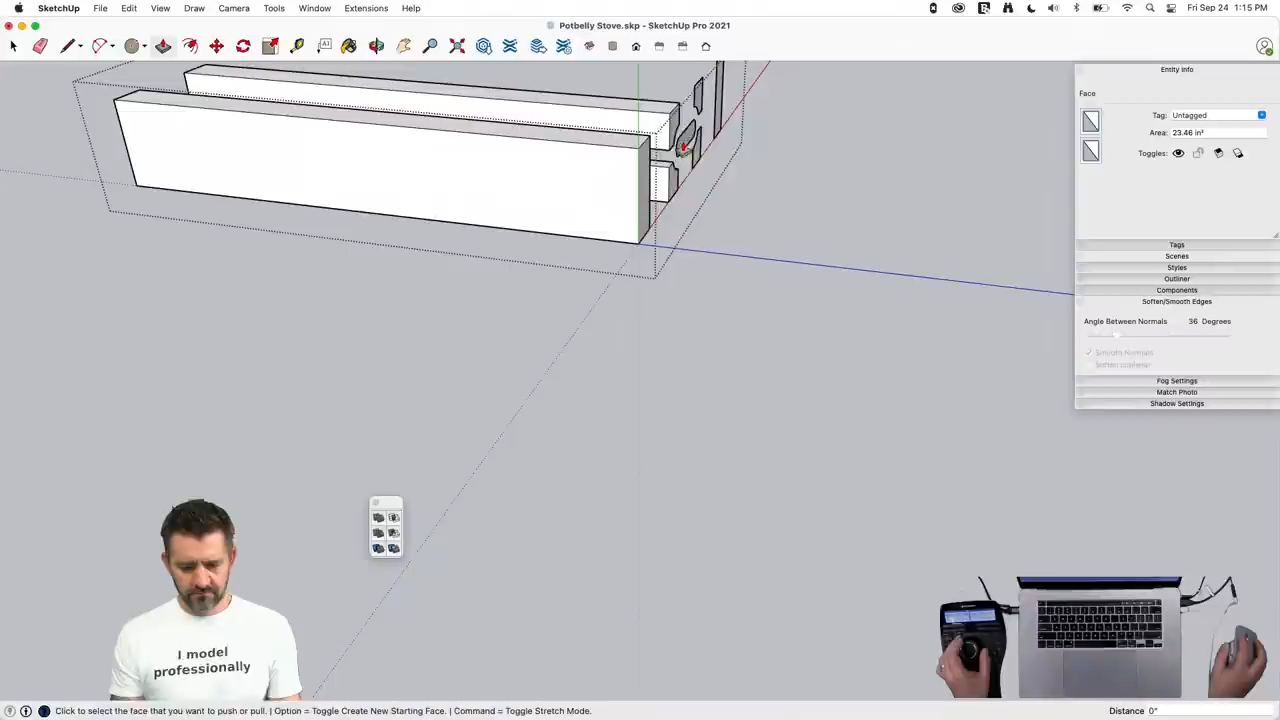 SketchUp File Edit View Draw Camera Tools Window Extensions Help Fri Sep 24 1:15 PM
Potbelly Stove.skp - SketchUp Pro 2021
Entity Info
Face
Tag: Untagged
Area: 23.46 in²
Toggles:
Tags
Scenes
Styles
Outliner
Components
Soften/Smooth Edges
Angle Between Normals 36 Degrees
Smooth Normals
Soften coplanar
Fog Settings
Match Photo
Shadow Settings
I model
professionally
Click to select the face that you want to push or pull. | Option = Toggle Create New Starting Face. | Command = Toggle Stretch Mode. Distance 0"